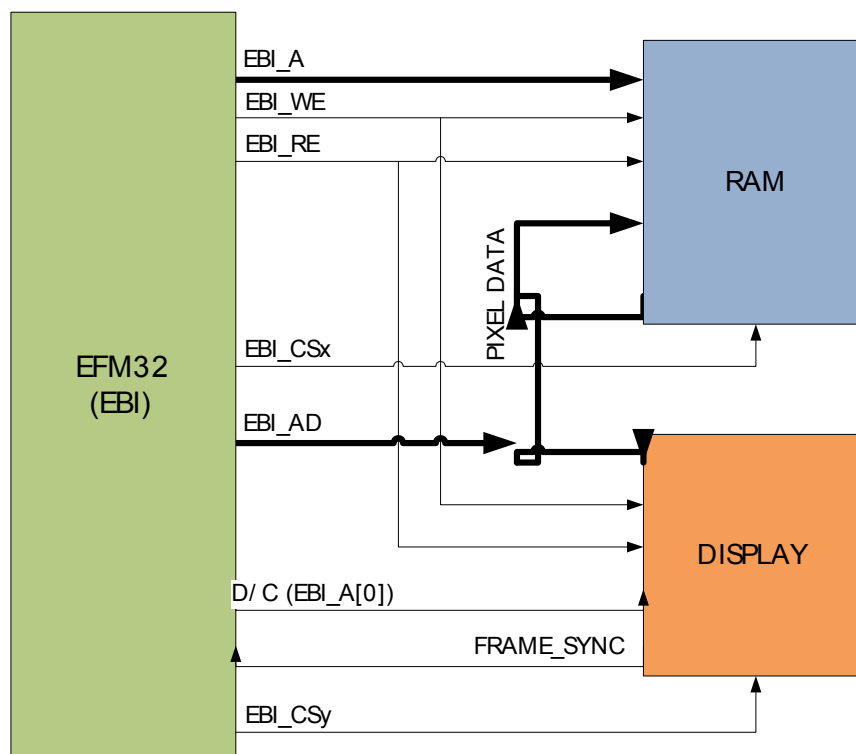 EBI_A
EBI_WE
EBI_RE
RAM
PIXEL DATA
EBI_CSx
EFM32
(EBI)
EBI_AD
DISPLAY
D/C (EBI_A[0])
FRAME_SYNC
EBI_CSy